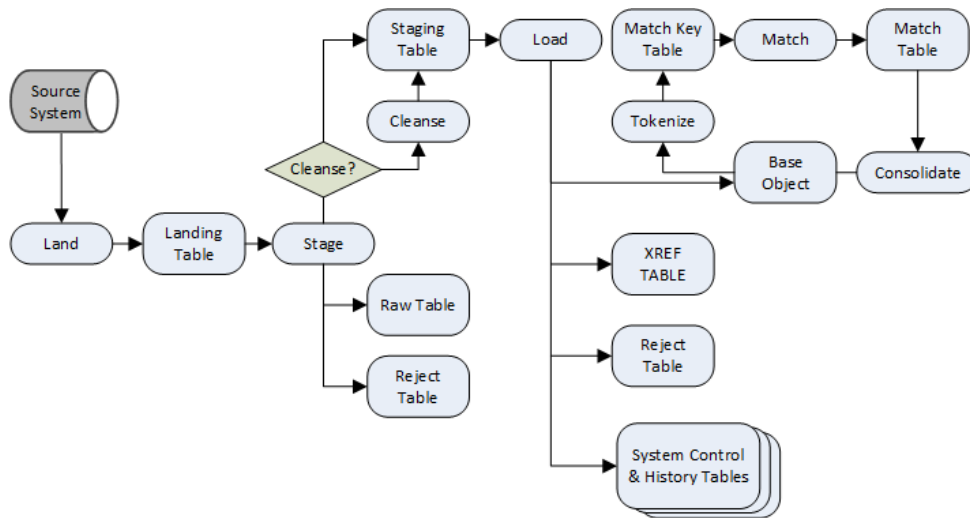 Source
System
Land
Landing
Table
Stage
Cleanse?
Cleanse
Staging
Table
Raw Table
Reject
Table
Load
Match Key
Table
Match
Match
Table
Tokenize
Base
Object
Consolidate
XREF
TABLE
Reject
Table
System Control
& History Tables